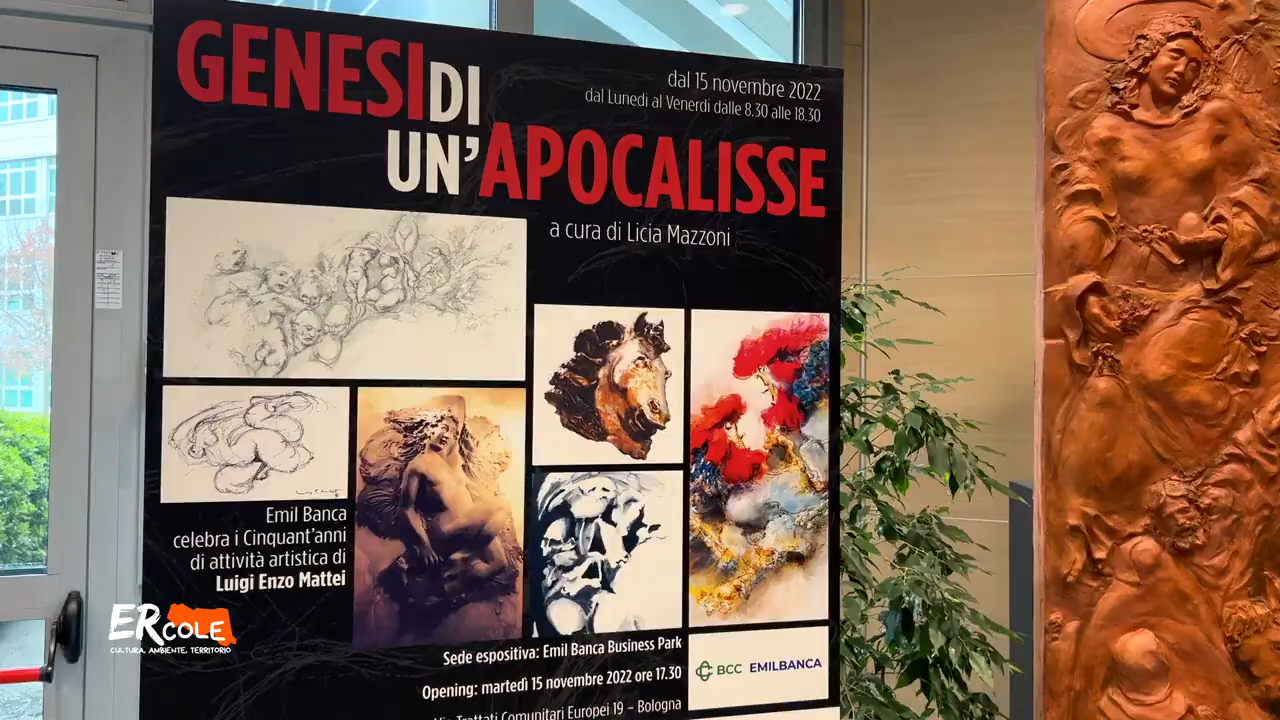 GENESI DI
UN'APOCALISSE
dal 15 novembre 2022
dal Lunedi al Venerdi dalle 8.30 alle 18.30
a cura di Licia Mazzoni
Emil Banca
celebra i Cinquant'anni
di attività artistica di
Luigi Enzo Mattei
Sede espositiva: Emil Banca Business Park
Opening: martedì 15 novembre 2022 ore 17.30
Via Trattati Comunitari Europei 19 – Bologna
BCC EMILBANCA
ERCOLE
CULTURA, AMBIENTE, TERRITORIO